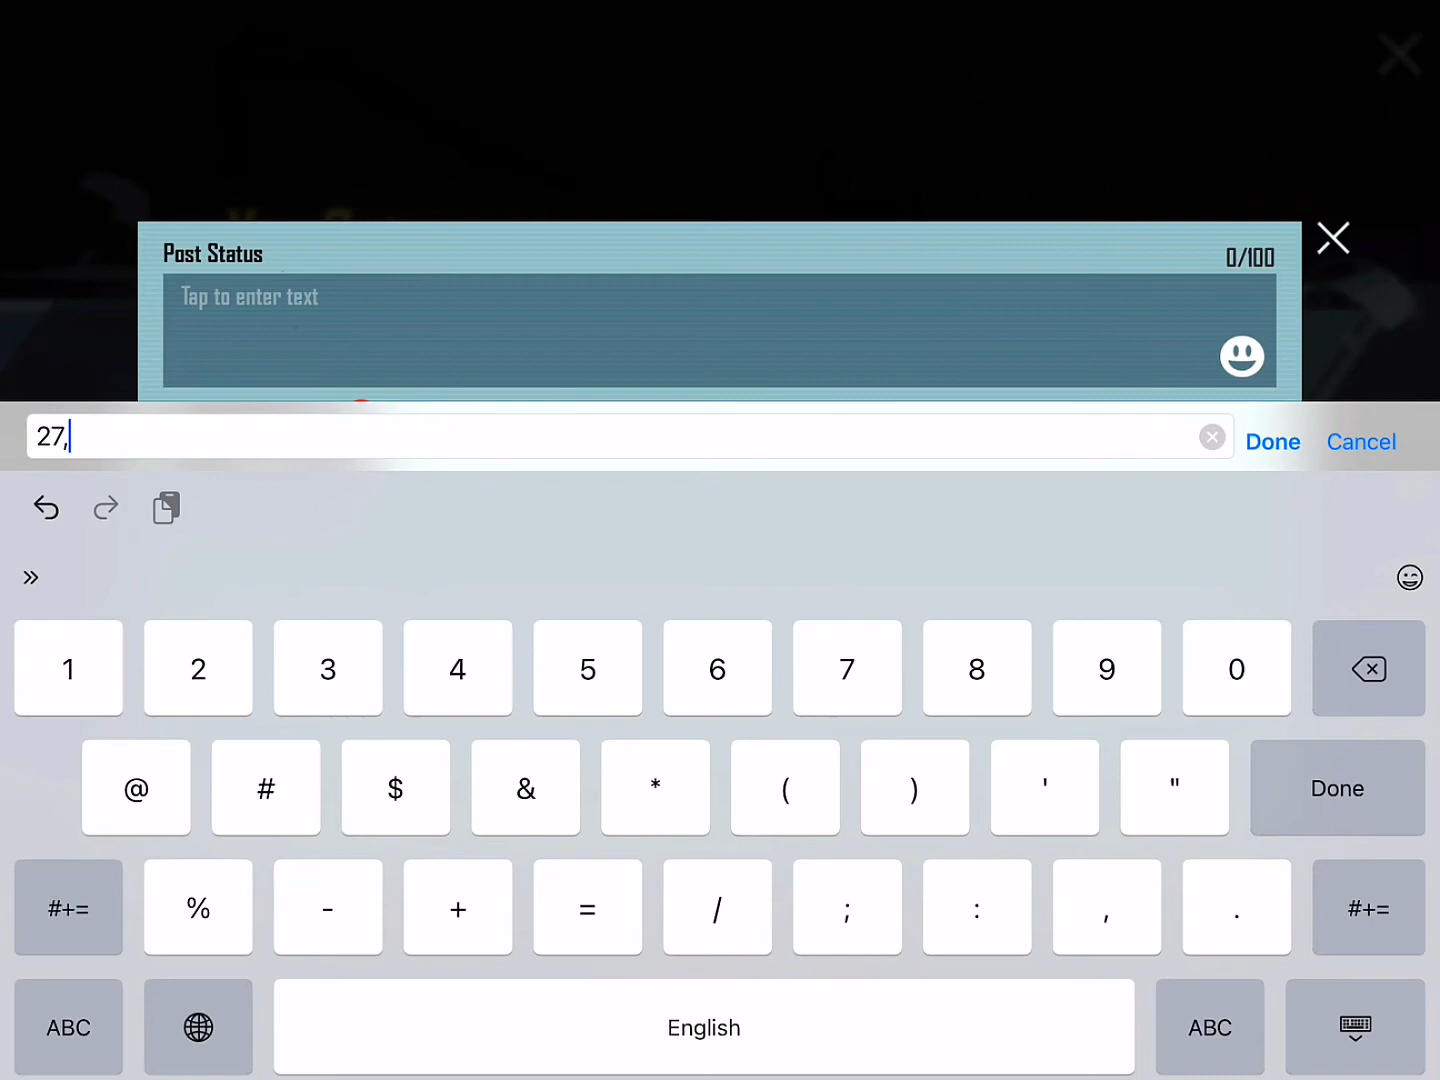 Post Status
0/100
Tap to enter text
27,
Done Cancel
1 2 3 4 5 6 7 8 9 0
@ # $ & * ( ) ' " Done
#+= % - + = / ; : , . #+=
ABC English ABC